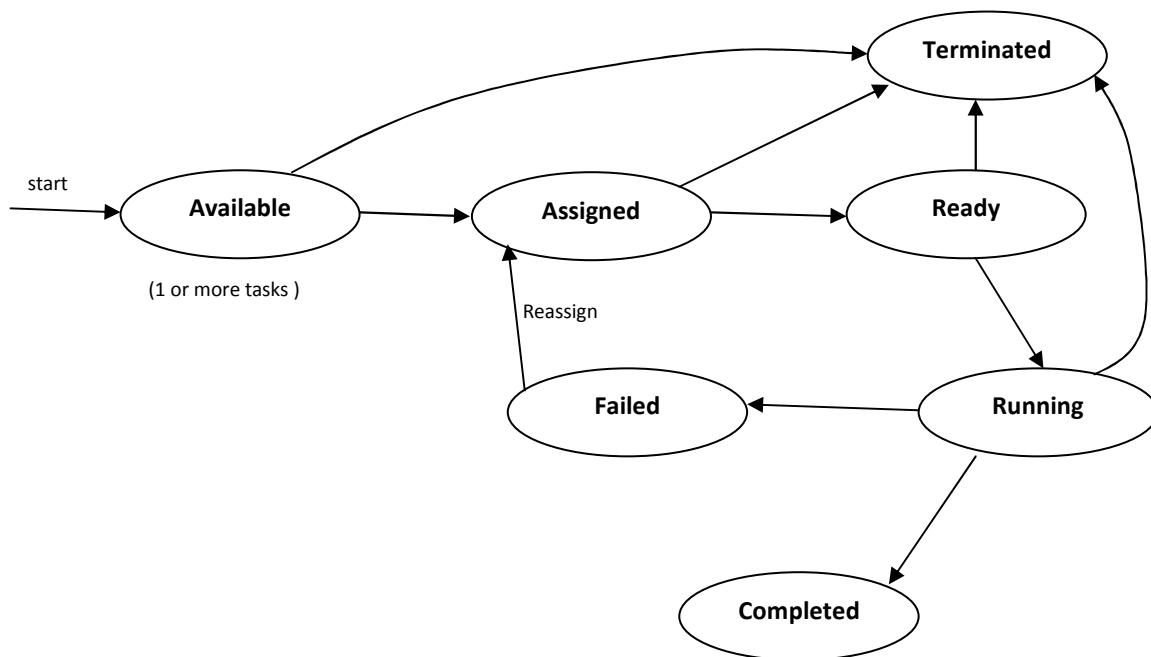 Terminated
start
Available
Assigned
Ready
(1 or more tasks )
Reassign
Failed
Running
Completed